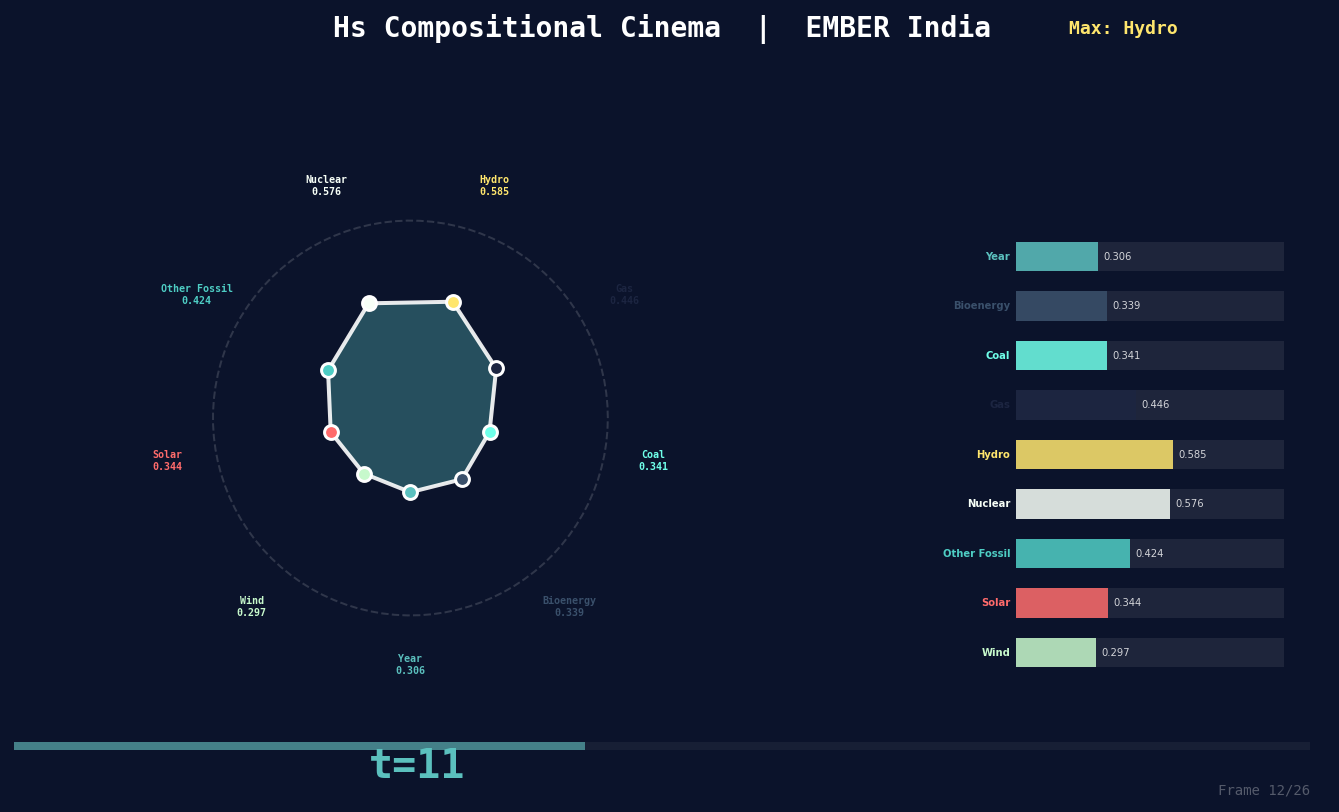 Hs Compositional Cinema | EMBER India
Max: Hydro
Nuclear
0.576
Hydro
0.585
Other Fossil
0.424
Gas
0.446
Solar
0.344
Coal
0.341
Wind
0.297
Bioenergy
0.339
Year
0.306
Year 0.306
Bioenergy 0.339
Coal 0.341
Gas 0.446
Hydro 0.585
Nuclear 0.576
Other Fossil 0.424
Solar 0.344
Wind 0.297
t=11
Frame 12/26